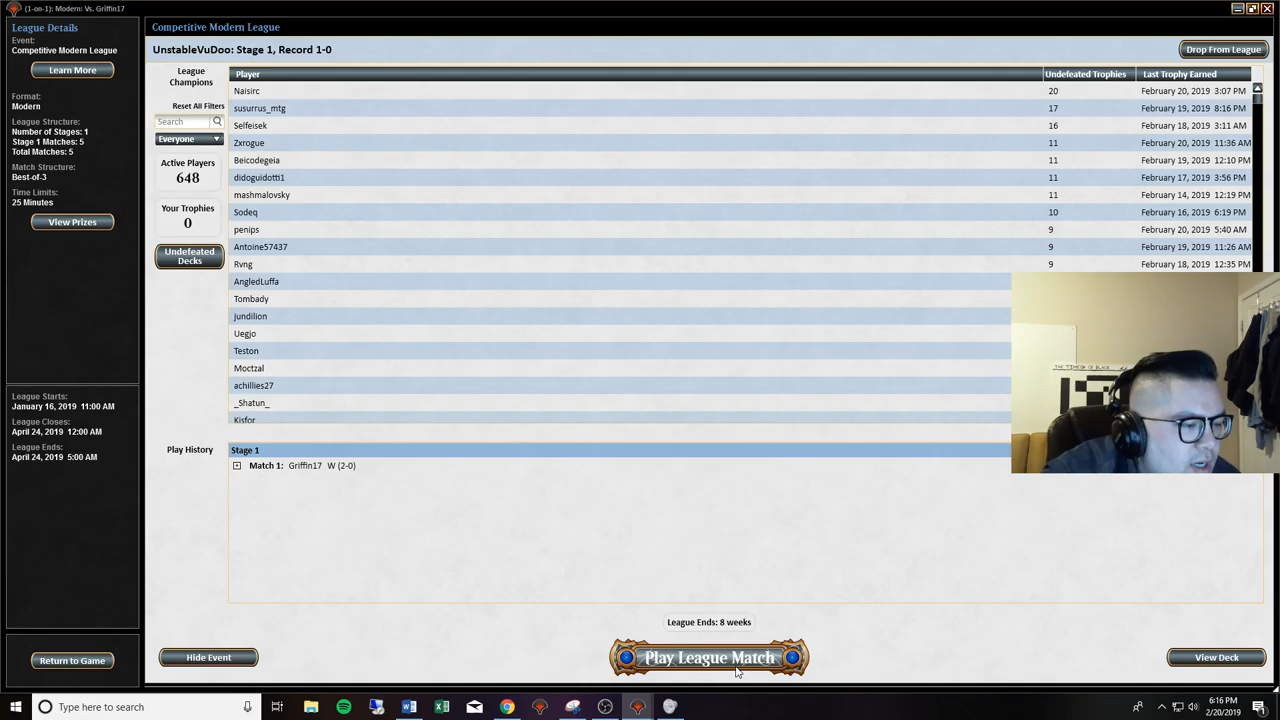 (1-on-1): Modern: Vs. Griffin17
League Details
Event:
Competitive Modern League
Learn More
Format:
Modern
League Structure:
Number of Stages: 1
Stage 1 Matches: 5
Total Matches: 5
Match Structure:
Best-of-3
Time Limits:
25 Minutes
View Prizes
League Starts:
January 16, 2019 11:00 AM
League Closes:
April 24, 2019 12:00 AM
League Ends:
April 24, 2019 5:00 AM
Return to Game
Competitive Modern League
UnstableVuDoo: Stage 1, Record 1-0
Drop From League
League Champions
Reset All Filters
Search
Everyone
Active Players
648
Your Trophies
0
Undefeated Decks
Player Undefeated Trophies Last Trophy Earned
Naisirc 20 February 20, 2019 3:07 PM
susurrus_mtg 17 February 19, 2019 8:16 PM
Selfeisek 16 February 18, 2019 3:11 AM
Zxrogue 11 February 20, 2019 11:36 AM
Beicodegeia 11 February 19, 2019 12:10 PM
didoguidotti1 11 February 17, 2019 3:56 PM
mashmalovsky 11 February 14, 2019 12:19 PM
Sodeq 10 February 16, 2019 6:19 PM
penips 9 February 20, 2019 5:40 AM
Antoine57437 9 February 19, 2019 11:26 AM
Rvng 9 February 18, 2019 12:35 PM
AngledLuffa
Tombady
jundilion
Uegjo
Teston
Moctzal
achillies27
_Shatun_
Kisfor
Play History
Stage 1
Match 1: Griffin17 W (2-0)
League Ends: 8 weeks
Hide Event
Play League Match
View Deck
Type here to search
6:16 PM
2/20/2019